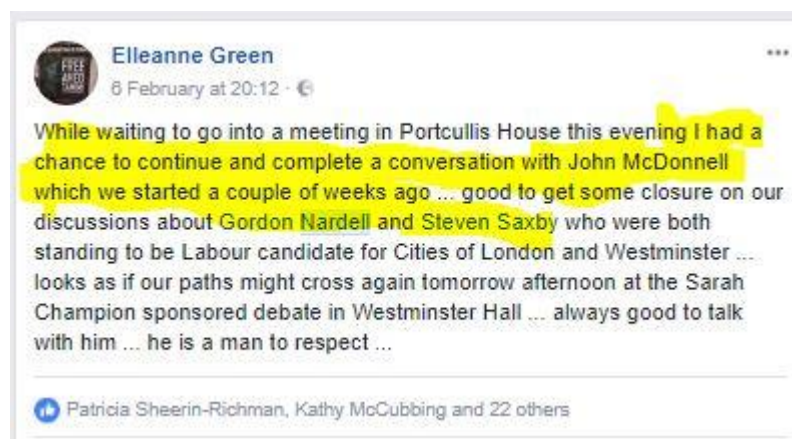 Elleanne Green
6 February at 20:12
While waiting to go into a meeting in Portcullis House this evening I had a
chance to continue and complete a conversation with John McDonnell
which we started a couple of weeks ago ... good to get some closure on our
discussions about Gordon Nardell and Steven Saxby who were both
standing to be Labour candidate for Cities of London and Westminster ...
looks as if our paths might cross again tomorrow afternoon at the Sarah
Champion sponsored debate in Westminster Hall ... always good to talk
with him ... he is a man to respect ...
Patricia Sheerin-Richman, Kathy McCubbing and 22 others